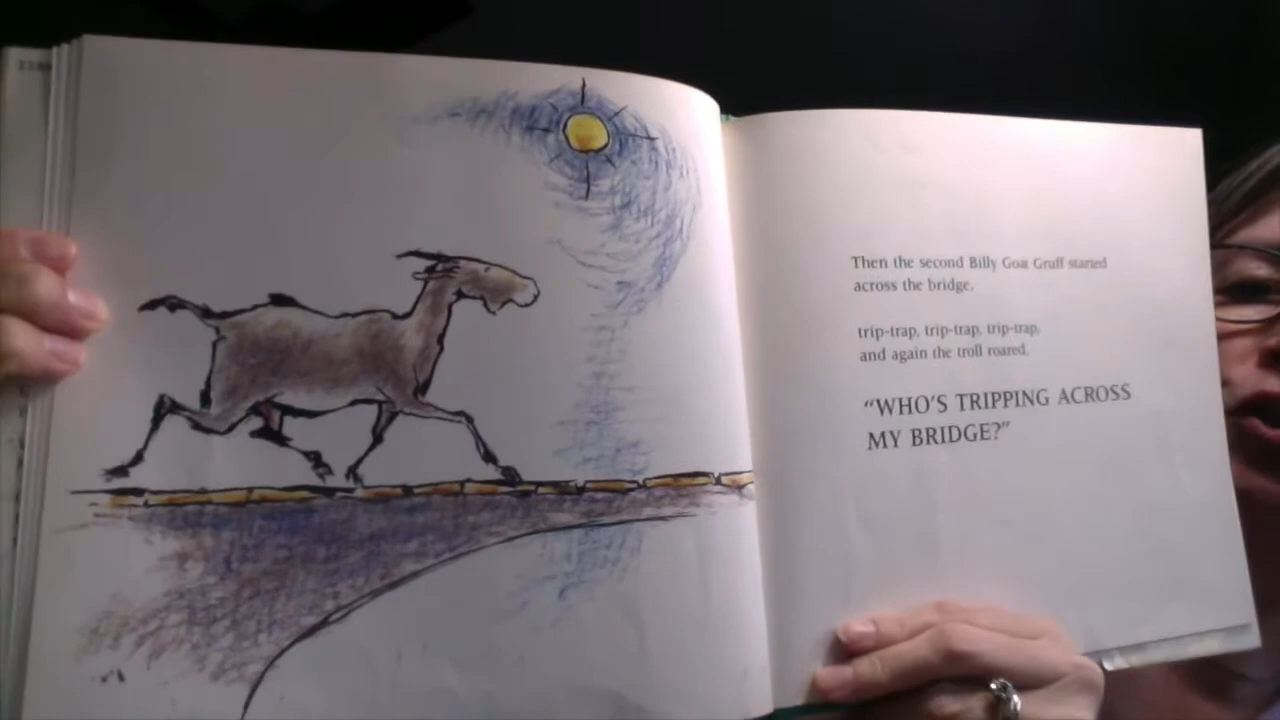 Then the second Billy Goat Gruff started
across the bridge,
trip-trap, trip-trap, trip-trap,
and again the troll roared,
“WHO’S TRIPPING ACROSS
MY BRIDGE?”